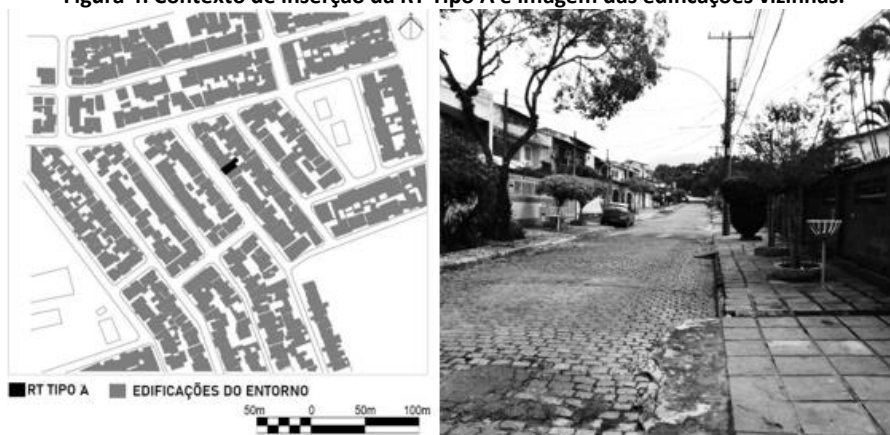 Figura 4. Contexto de inserção da RT Tipo A e imagem das edificações vizinhas.
RT TIPO A EDIFICAÇÕES DO ENTORNO
50m 0 50m 100m